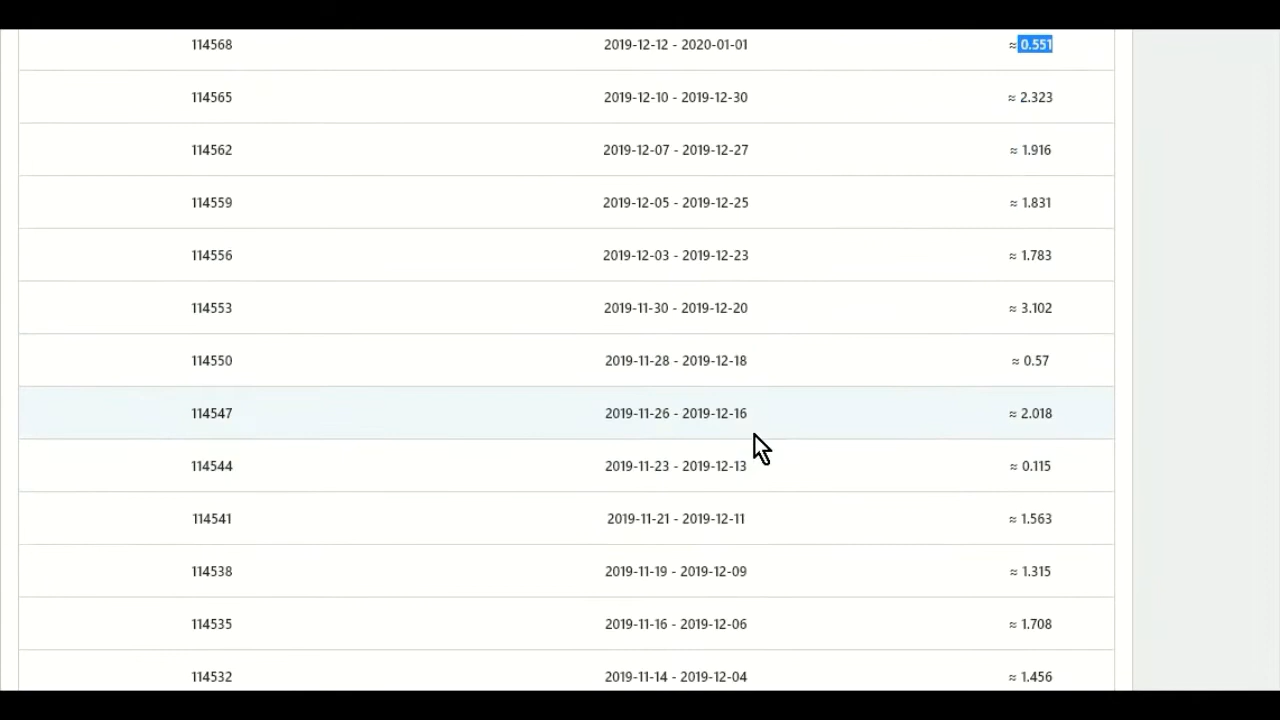 114568 2019-12-12 - 2020-01-01 ≈ 0.551
114565 2019-12-10 - 2019-12-30 ≈ 2.323
114562 2019-12-07 - 2019-12-27 ≈ 1.916
114559 2019-12-05 - 2019-12-25 ≈ 1.831
114556 2019-12-03 - 2019-12-23 ≈ 1.783
114553 2019-11-30 - 2019-12-20 ≈ 3.102
114550 2019-11-28 - 2019-12-18 ≈ 0.57
114547 2019-11-26 - 2019-12-16 ≈ 2.018
114544 2019-11-23 - 2019-12-13 ≈ 0.115
114541 2019-11-21 - 2019-12-11 ≈ 1.563
114538 2019-11-19 - 2019-12-09 ≈ 1.315
114535 2019-11-16 - 2019-12-06 ≈ 1.708
114532 2019-11-14 - 2019-12-04 ≈ 1.456